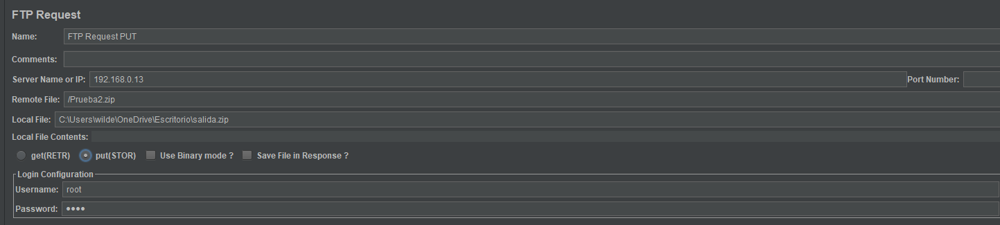 FTP Request
Name: FTP Request PUT
Comments:
Server Name or IP: 192.168.0.13 Port Number:
Remote File: /Prueba2.zip
Local File: C:\Users\wilde\OneDrive\Escritorio\salida.zip
Local File Contents:
get(RETR) put(STOR) Use Binary mode ? Save File in Response ?
Login Configuration
Username: root
Password: ••••